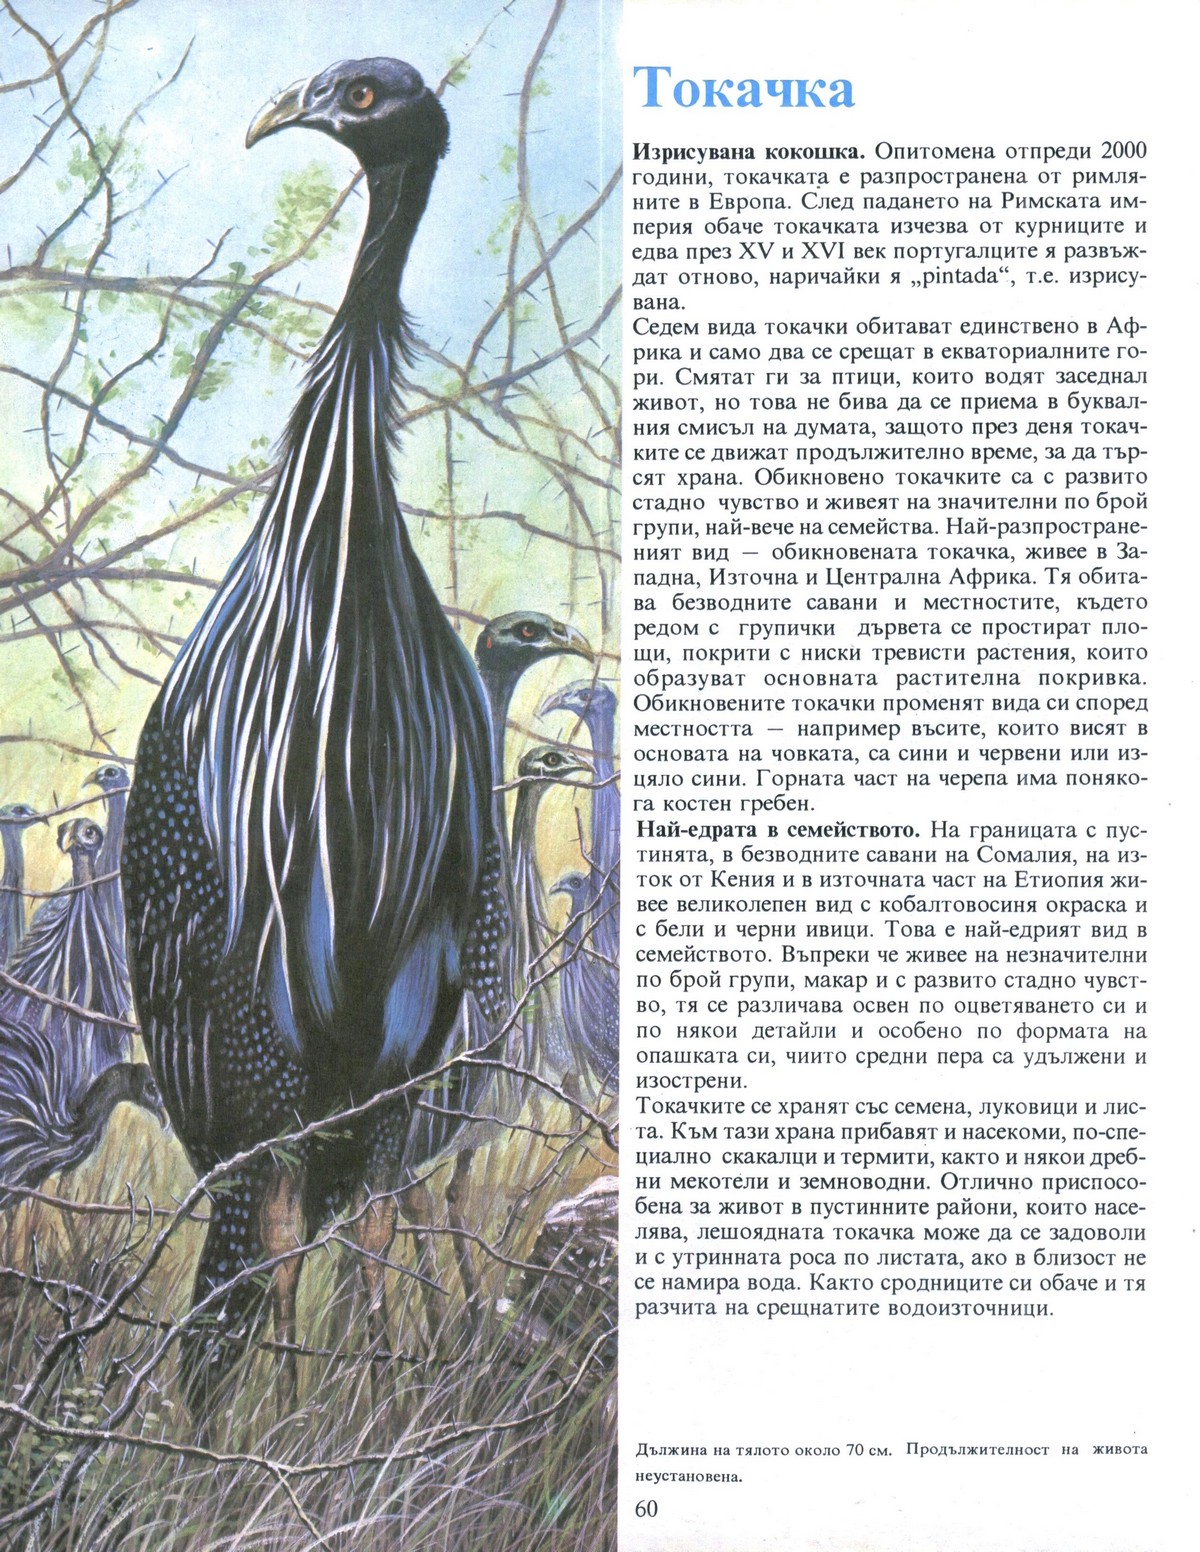 Токачка
Изрисувана кокошка. Опитомена отпреди 2000
години, токачката е разпространена от римля-
ните в Европа. След падането на Римската им-
перия обаче токачката изчезва от курниците и
едва през XV и XVI век португалците я развъж-
дат отново, наричайки я „pintada“, т.е. изрису-
вана.
Седем вида токачки обитават единствено в Аф-
рика и само два се срещат в екваториалните го-
ри. Смятат ги за птици, които водят заседнал
живот, но това не бива да се приема в буквал-
ния смисъл на думата, защото през деня токач-
ките се движат продължително време, за да тър-
сят храна. Обикновено токачките са с развито
стадно чувство и живеят на значителни по брой
групи, най-вече на семейства. Най-разпростране-
ният вид — обикновената токачка, живее в За-
падна, Източна и Централна Африка. Тя обита-
ва безводните савани и местностите, където
редом с групички дървета се простират пло-
щи, покрити с ниски тревисти растения, които
образуват основната растителна покривка.
Обикновените токачки променят вида си според
местността — например въсите, които висят в
основата на човката, са сини и червени или из-
цяло сини. Горната част на черепа има поняко-
га костен гребен.
Най-едрата в семейството. На границата с пус-
тинята, в безводните савани на Сомалия, на из-
ток от Кения и в източната част на Етиопия жи-
вее великолепен вид с кобалтовосиня окраска и
с бели и черни ивици. Това е най-едрият вид в
семейството. Въпреки че живее на незначителни
по брой групи, макар и с развито стадно чувст-
во, тя се различава освен по оцветяването си и
по някои детайли и особено по формата на
опашката си, чиито средни пера са удължени и
изострени.
Токачките се хранят със семена, луковици и лис-
та. Към тази храна прибавят и насекоми, по-спе-
циално скакалци и термити, както и някои дреб-
ни мекотели и земноводни. Отлично приспосо-
бена за живот в пустинните райони, които насе-
лява, лешоядната токачка може да се задоволи
и с утринната роса по листата, ако в близост не
се намира вода. Както сродниците си обаче и тя
разчита на срещнатите водоизточници.
Дължина на тялото около 70 см. Продължителност на живота
неустановена.
60